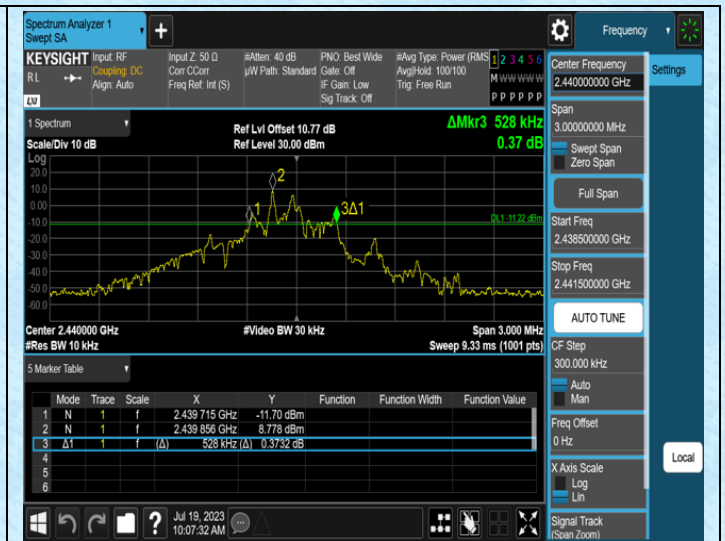 Spectrum Analyzer 1
Swept SA
Frequency
KEYSIGHT
RL
LXI
Input: RF
Coupling: DC
Align: Auto
Input Z: 50 Ω
Corr CCorr
Freq Ref: Int (S)
#Atten: 40 dB
µW Path: Standard
PNO: Best Wide
Gate: Off
IF Gain: Low
Sig Track: Off
#Avg Type: Power (RMS
Avg|Hold: 100/100
Trig: Free Run
1 2 3 4 5 6
M W W W W W
P P P P P P
Settings
Center Frequency
2.440000000 GHz
Span
3.00000000 MHz
Swept Span
Zero Span
Full Span
Start Freq
2.438500000 GHz
Stop Freq
2.441500000 GHz
AUTO TUNE
CF Step
300.000 kHz
Auto
Man
Freq Offset
0 Hz
X Axis Scale
Log
Lin
Signal Track
(Span Zoom)
Local
1 Spectrum
Scale/Div 10 dB
Ref Lvl Offset 10.77 dB
Ref Level 30.00 dBm
ΔMkr3 528 kHz
0.37 dB
Log
20.0
10.0
0.00
-10.0
-20.0
-30.0
-40.0
-50.0
-60.0
2
1
3Δ1
DL1 -11.22 dBm
Center 2.440000 GHz
#Video BW 30 kHz
Span 3.000 MHz
#Res BW 10 kHz
Sweep 9.33 ms (1001 pts)
5 Marker Table
Mode Trace Scale X Y Function Function Width Function Value
1 N 1 f 2.439 715 GHz -11.70 dBm
2 N 1 f 2.439 856 GHz 8.778 dBm
3 Δ1 1 f (Δ) 528 kHz (Δ) 0.3732 dB
4
5
6
?
Jul 19, 2023
10:07:32 AM